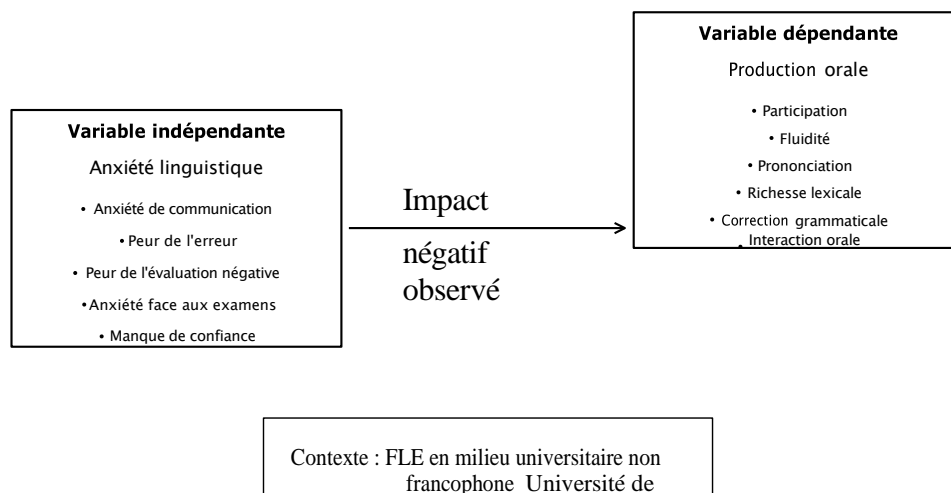 Variable dépendante
Production orale
• Participation
• Fluidité
• Prononciation
• Richesse lexicale
• Correction grammaticale
• Interaction orale
Variable indépendante
Anxiété linguistique
• Anxiété de communication
• Peur de l'erreur
• Peur de l'évaluation négative
• Anxiété face aux examens
• Manque de confiance
Impact
négatif
observé
Contexte : FLE en milieu universitaire non
francophone Université de